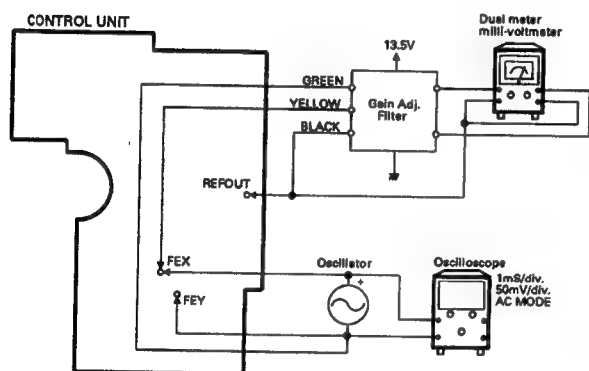 CONTROL UNIT
Dual meter
milli-voltmeter
13.5V
GREEN
YELLOW
BLACK
Gain Adj.
Filter
REFOUT
FEX
FEY
Oscillator
+
Oscilloscope
1mS/div.
50mV/div.
AC MODE